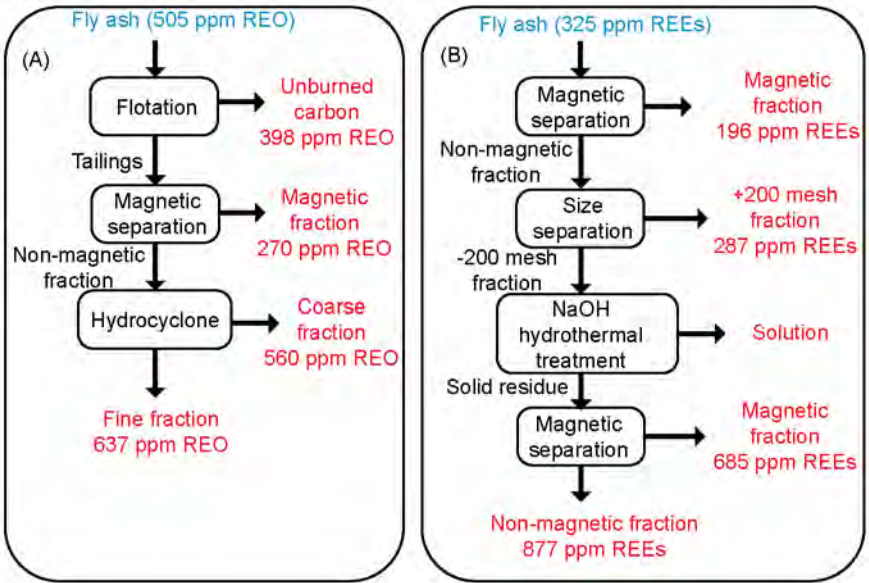 Fly ash (505 ppm REO)
(A)
Flotation
Unburned
carbon
398 ppm REO
Tailings
Magnetic
separation
Magnetic
fraction
270 ppm REO
Non-magnetic
fraction
Hydrocyclone
Coarse
fraction
560 ppm REO
Fine fraction
637 ppm REO
Fly ash (325 ppm REEs)
(B)
Magnetic
separation
Magnetic
fraction
196 ppm REEs
Non-magnetic
fraction
Size
separation
+200 mesh
fraction
287 ppm REEs
-200 mesh
fraction
NaOH
hydrothermal
treatment
Solution
Solid residue
Magnetic
separation
Magnetic
fraction
685 ppm REEs
Non-magnetic fraction
877 ppm REEs